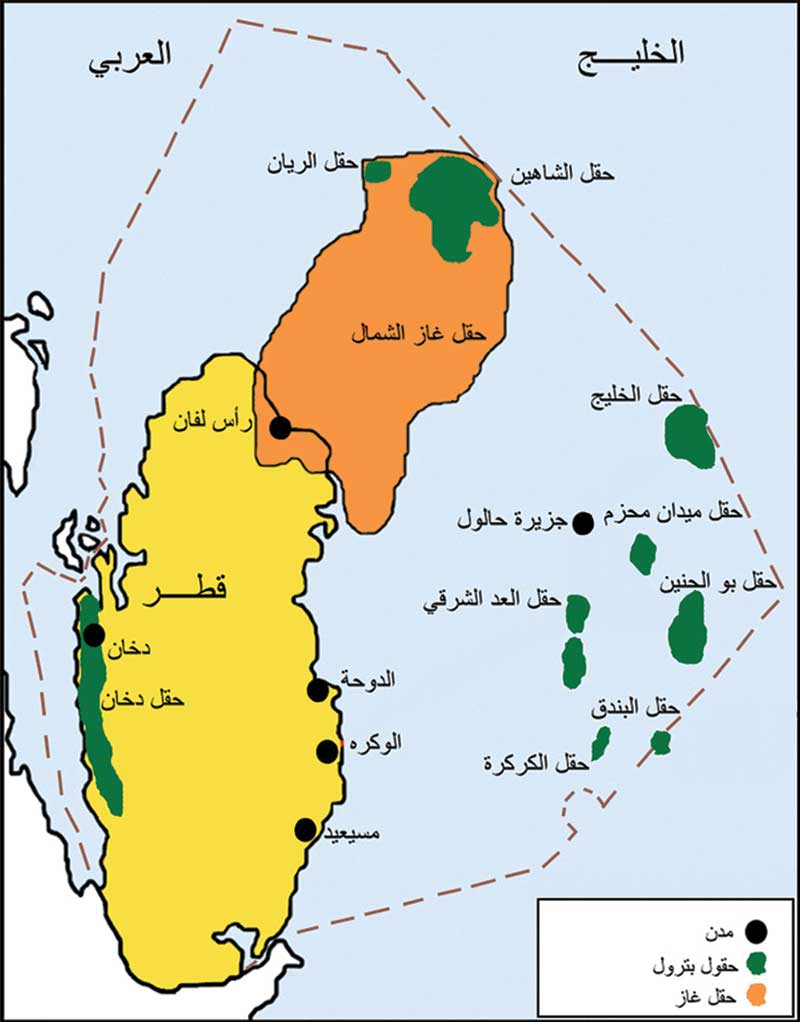 الخليـــج
العربي
حقل الريان
حقل الشاهين
حقل غاز الشمال
حقل الخليج
رأس لفان
حقل ميدان محزم
جزيرة حالول
حقل بو الحنين
قطـــر
حقل العد الشرقي
دخان
الدوحة
حقل دخان
حقل البندق
الوكره
حقل الكركرة
مسيعيد
مدن
حقول بترول
حقل غاز